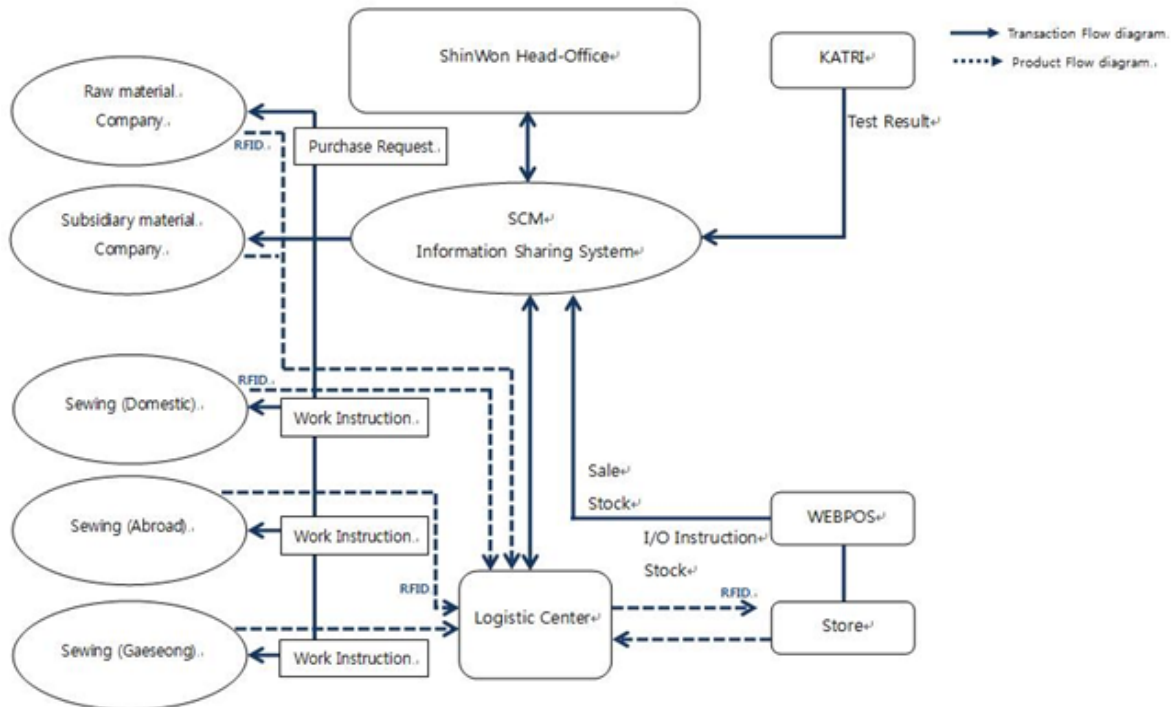 ShinWon Head-Office
KATRI
Transaction Flow diagram.
Product Flow diagram.
Raw material.
Company.
RFID.
Purchase Request.
Test Result
Subsidiary material.
Company.
SCM
Information Sharing System
RFID.
Sewing (Domestic).
Work Instruction.
Sale
Stock
Sewing (Abroad).
Work Instruction.
WEBPOS
I/O Instruction
Stock
RFID.
RFID.
Logistic Center
Store
Sewing (Gaeseong).
Work Instruction.